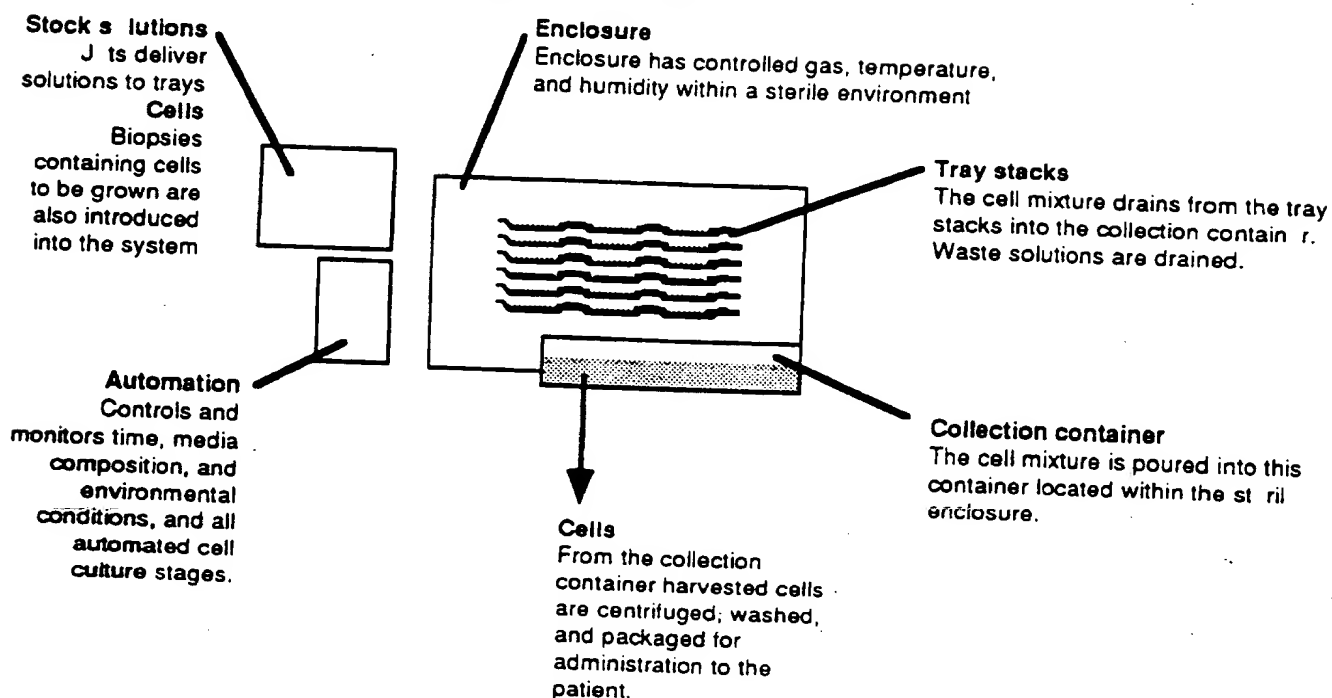 Stock s lutions
J ts deliver
solutions to trays
Cells
Biopsies
containing cells
to be grown are
also introduced
into the system
Enclosure
Enclosure has controlled gas, temperature,
and humidity within a sterile environment
Tray stacks
The cell mixture drains from the tray
stacks into the collection contain r.
Waste solutions are drained.
Automation
Controls and
monitors time, media
composition, and
environmental
conditions, and all
automated cell
culture stages.
Collection container
The cell mixture is poured into this
container located within the st ril
enclosure.
Cells
From the collection
container harvested cells
are centrifuged, washed,
and packaged for
administration to the
patient.